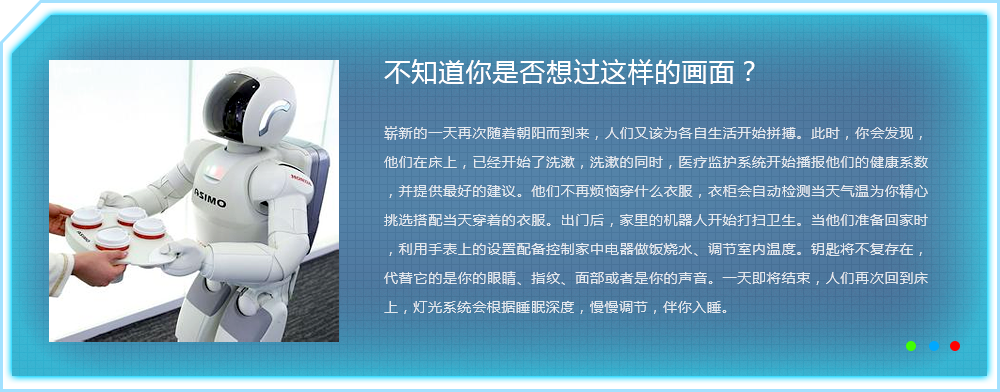 不知道你是否想过这样的画面？
崭新的一天再次随着朝阳而到来，人们又该为各自生活开始拼搏。此时，你会发现，
他们在床上，已经开始了洗漱，洗漱的同时，医疗监护系统开始播报他们的健康系数
，并提供最好的建议。他们不再烦恼穿什么衣服，衣柜会自动检测当天气温为你精心
挑选搭配当天穿着的衣服。出门后，家里的机器人开始打扫卫生。当他们准备回家时
，利用手表上的设置配备控制家中电器做饭烧水、调节室内温度。钥匙将不复存在，
代替它的是你的眼睛、指纹、面部或者是你的声音。一天即将结束，人们再次回到床
上，灯光系统会根据睡眠深度，慢慢调节，伴你入睡。
HONDA
ASIMO
ASIMO